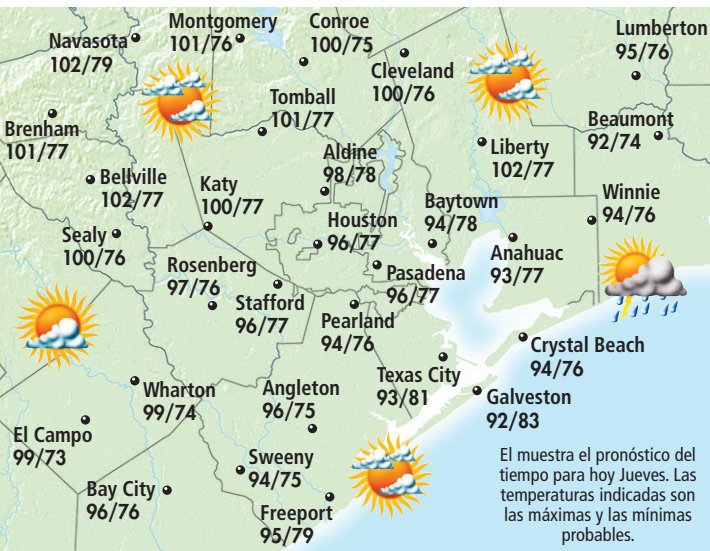 Navasota
102/79
Montgomery
101/76
Conroe
100/75
Cleveland
100/76
Lumberton
95/76
Tomball
101/77
Brenham
101/77
Beaumont
92/74
Liberty
102/77
Aldine
98/78
Bellville
102/77
Katy
100/77
Baytown
94/78
Winnie
94/76
Houston
96/77
Sealy
100/76
Anahuac
93/77
Rosenberg
97/76
Pasadena
96/77
Stafford
96/77
Pearland
94/76
Crystal Beach
94/76
Texas City
93/81
Wharton
99/74
Angleton
96/75
Galveston
92/83
El Campo
99/73
Sweeny
94/75
Bay City
96/76
Freeport
95/79
El muestra el pronóstico del
tiempo para hoy Jueves. Las
temperaturas indicadas son
las máximas y las mínimas
probables.